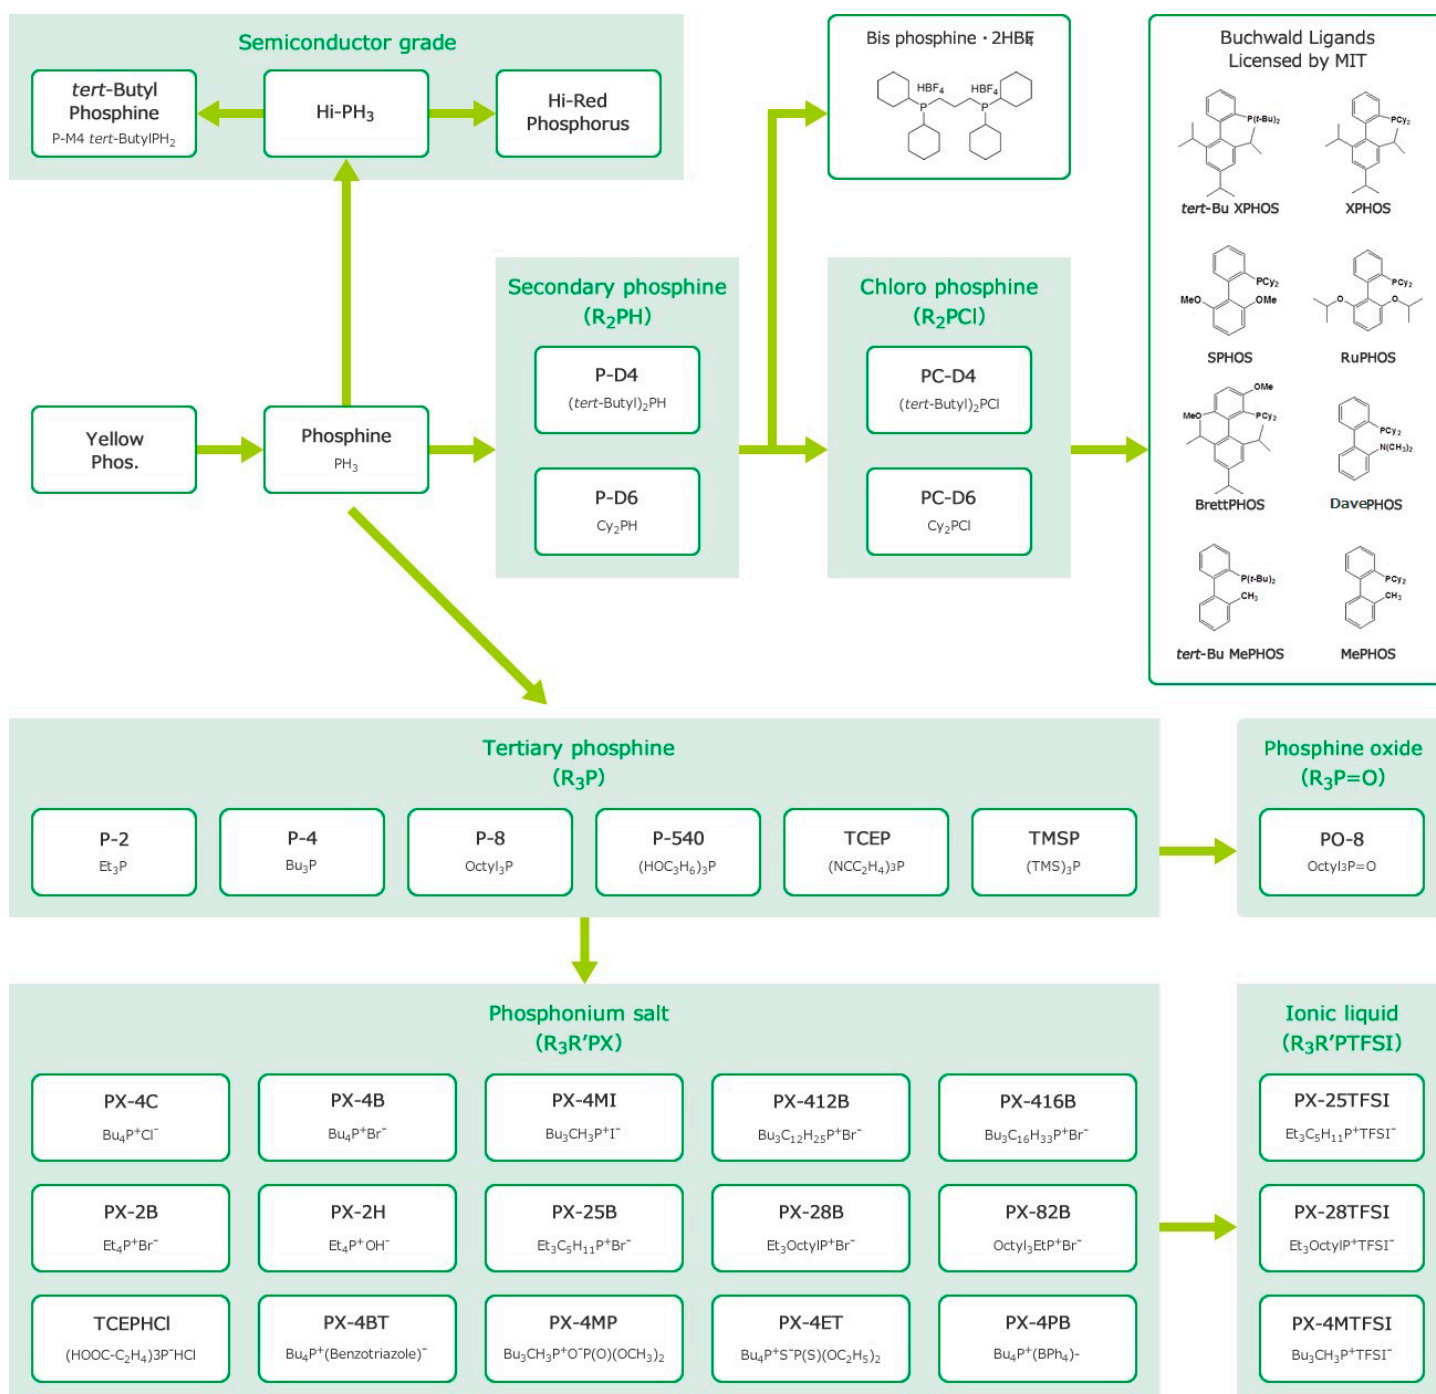 Semiconductor grade
tert-Butyl
Phosphine
P-M4 tert-ButylPH₂
Hi-PH₃
Hi-Red
Phosphorus
Bis phosphine・2HBF₄
HBF₄
HBF₄
P
P
Buchwald Ligands
Licensed by MIT
P(t-Bu)₂
tert-Bu XPHOS
PCy₂
XPHOS
PCy₂
MeO
OMe
SPHOS
PCy₂
O
O
RuPHOS
OMe
MeO
PCy₂
BrettPHOS
PCy₂
N(CH₃)₂
DavePHOS
P(t-Bu)₂
CH₃
tert-Bu MePHOS
PCy₂
CH₃
MePHOS
Yellow
Phos.
Phosphine
PH₃
Secondary phosphine
(R₂PH)
P-D4
(tert-Butyl)₂PH
P-D6
Cy₂PH
Chloro phosphine
(R₂PCl)
PC-D4
(tert-Butyl)₂PCl
PC-D6
Cy₂PCl
Tertiary phosphine
(R₃P)
P-2
Et₃P
P-4
Bu₃P
P-8
Octyl₃P
P-540
(HOC₃H₆)₃P
TCEP
(NCC₂H₄)₃P
TMSP
(TMS)₃P
Phosphine oxide
(R₃P=O)
PO-8
Octyl₃P=O
Phosphonium salt
(R₃R’PX)
PX-4C
Bu₄P⁺Cl⁻
PX-4B
Bu₄P⁺Br⁻
PX-4MI
Bu₃CH₃P⁺I⁻
PX-412B
Bu₃C₁₂H₂₅P⁺Br⁻
PX-416B
Bu₃C₁₆H₃₃P⁺Br⁻
PX-2B
Et₄P⁺Br⁻
PX-2H
Et₄P⁺OH⁻
PX-25B
Et₃C₅H₁₁P⁺Br⁻
PX-28B
Et₃OctylP⁺Br⁻
PX-82B
Octyl₃EtP⁺Br⁻
TCEPHCl
(HOOC-C₂H₄)3P⁻HCl
PX-4BT
Bu₄P⁺(Benzotriazole)⁻
PX-4MP
Bu₃CH₃P⁺O⁻P(O)(OCH₃)₂
PX-4ET
Bu₄P⁺S⁻P(S)(OC₂H₅)₂
PX-4PB
Bu₄P⁺(BPh₄)-
Ionic liquid
(R₃R’PTFSI)
PX-25TFSI
Et₃C₅H₁₁P⁺TFSI⁻
PX-28TFSI
Et₃OctylP⁺TFSI⁻
PX-4MTFSI
Bu₃CH₃P⁺TFSI⁻